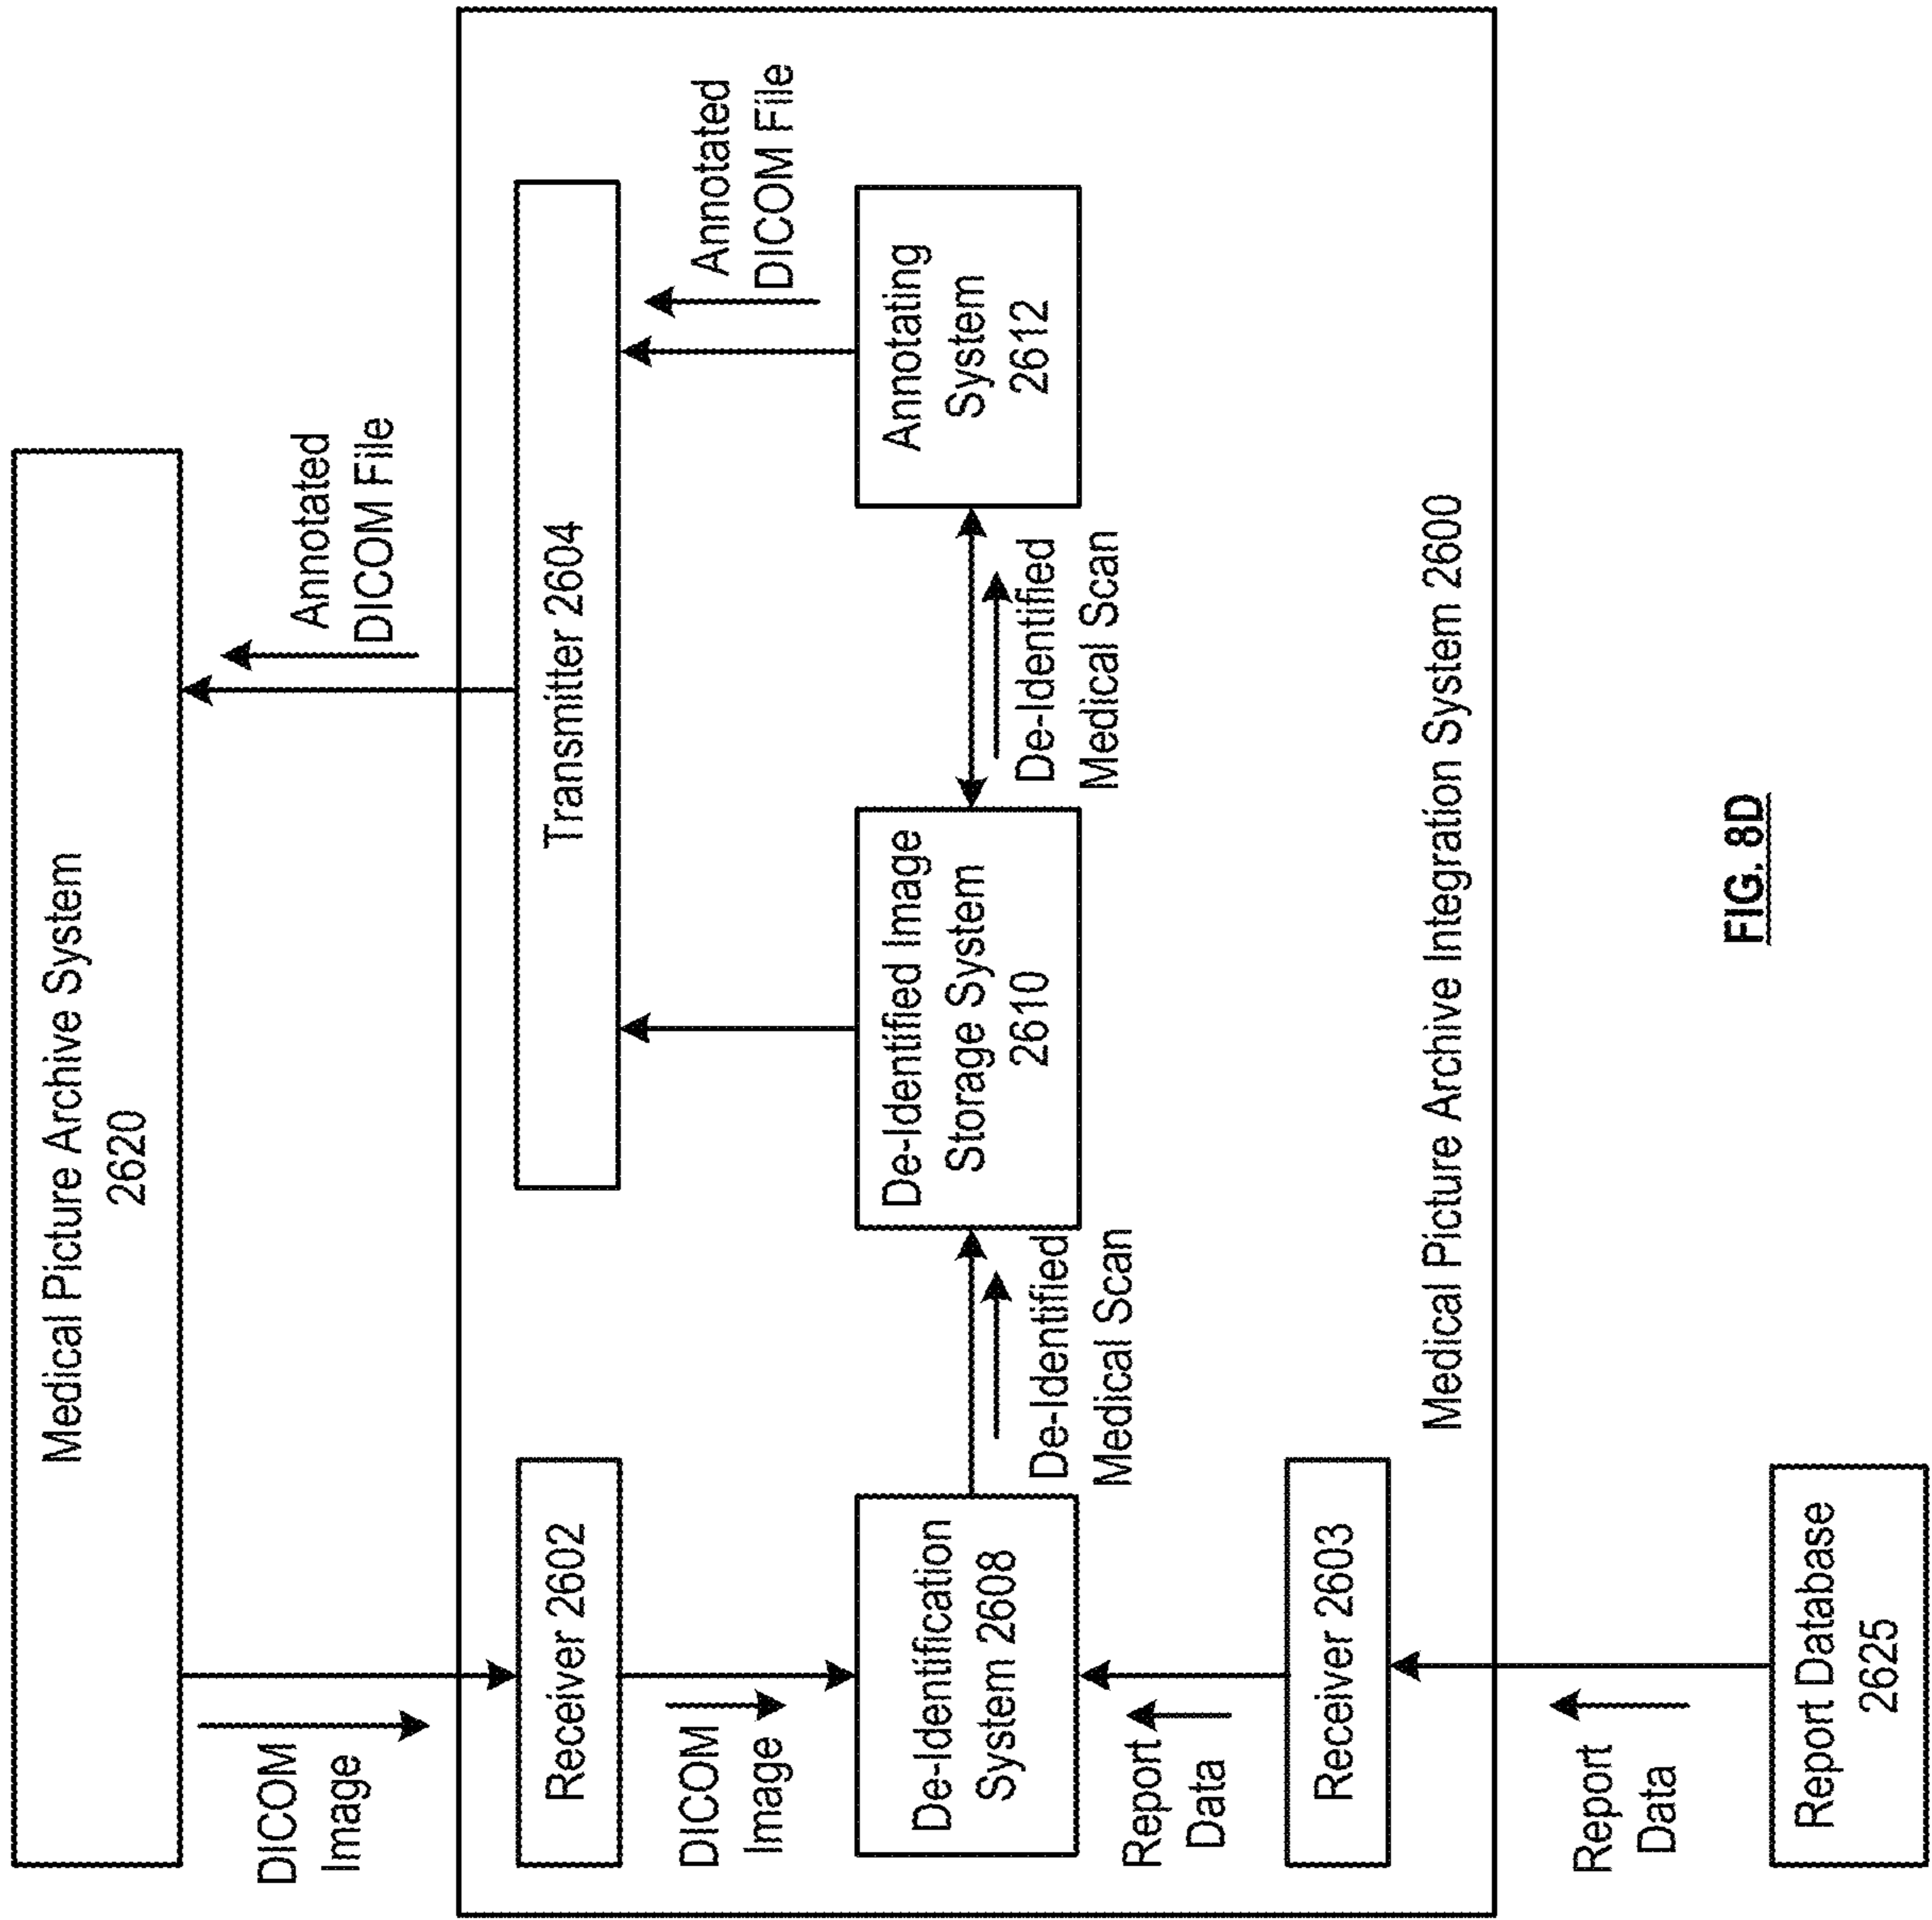 Medical Picture Archive System
2620
DICOM
Image
Annotated
DICOM File
Receiver 2602
Transmitter 2604
DICOM
Image
Annotated
DICOM File
De-Identification
System 2608
De-Identified Image
Storage System
2610
Annotating
System
2612
De-Identified
Medical Scan
De-Identified
Medical Scan
Report
Data
Receiver 2603
Medical Picture Archive Integration System 2600
Report
Data
Report Database
2625
FIG. 8D